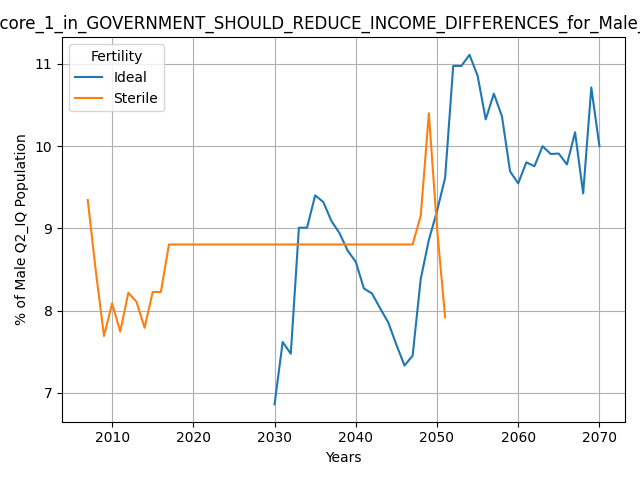 core_1_in_GOVERNMENT_SHOULD_REDUCE_INCOME_DIFFERENCES_for_Male_
Fertility
Ideal
Sterile
% of Male Q2_IQ Population
11
10
9
8
7
2010 2020 2030 2040 2050 2060 2070
Years